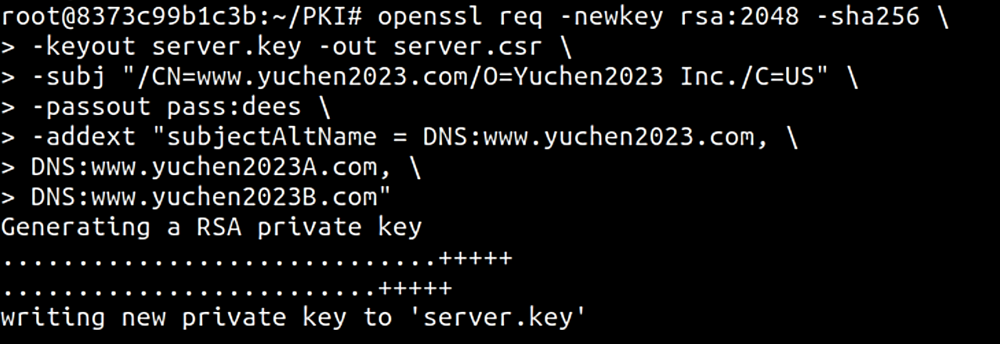 root@8373c99b1c3b:~/PKI# openssl req -newkey rsa:2048 -sha256 \
> -keyout server.key -out server.csr \
> -subj "/CN=www.yuchen2023.com/O=Yuchen2023 Inc./C=US" \
> -passout pass:dees \
> -addext "subjectAltName = DNS:www.yuchen2023.com, \
> DNS:www.yuchen2023A.com, \
> DNS:www.yuchen2023B.com"
Generating a RSA private key
.............................+++++
.........................+++++
writing new private key to 'server.key'